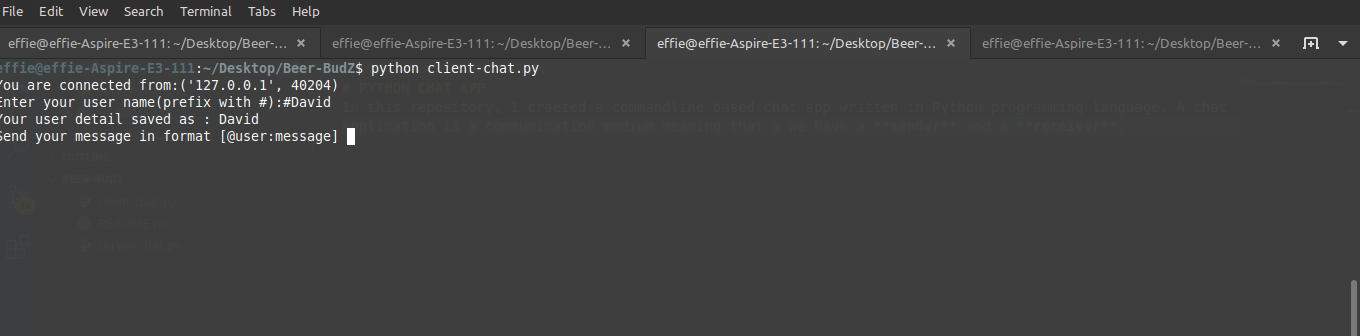 File Edit View Search Terminal Tabs Help
effie@effie-Aspire-E3-111: ~/Desktop/Beer-... × effie@effie-Aspire-E3-111: ~/Desktop/Beer-... × effie@effie-Aspire-E3-111: ~/Desktop/Beer-... × effie@effie-Aspire-E3-111: ~/Desktop/Beer-... ×
effie@effie-Aspire-E3-111:~/Desktop/Beer-BudZ$ python client-chat.py
You are connected from:('127.0.0.1', 40204)
Enter your user name(prefix with #):#David
Your user detail saved as : David
Send your message in format [@user:message]